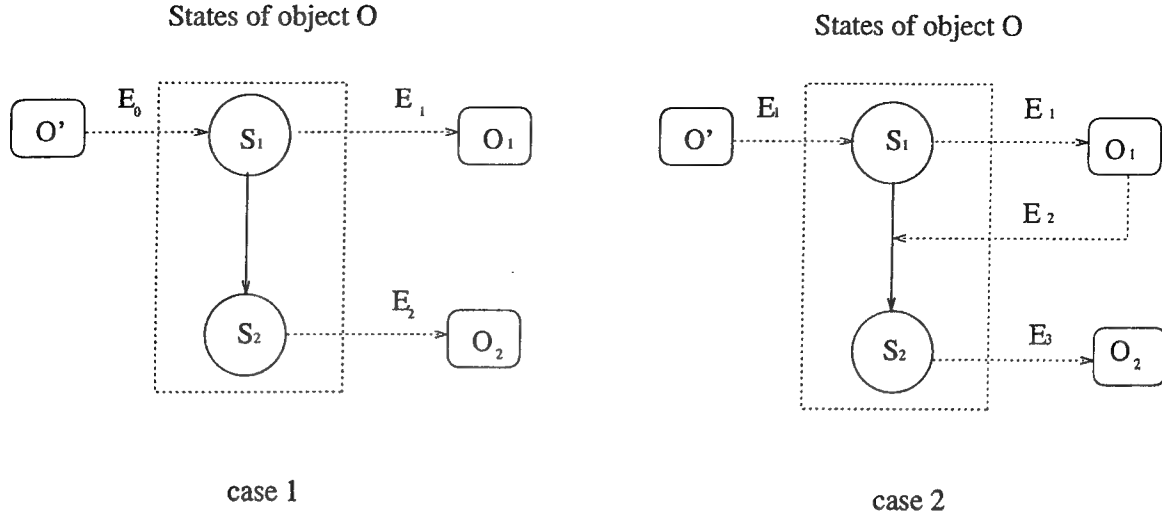 States of object O
O'
E₀
S₁
E₁
O₁
S₂
E₂
O₂
case 1
States of object O
O'
E₁
S₁
E₁
O₁
E₂
S₂
E₃
O₂
case 2